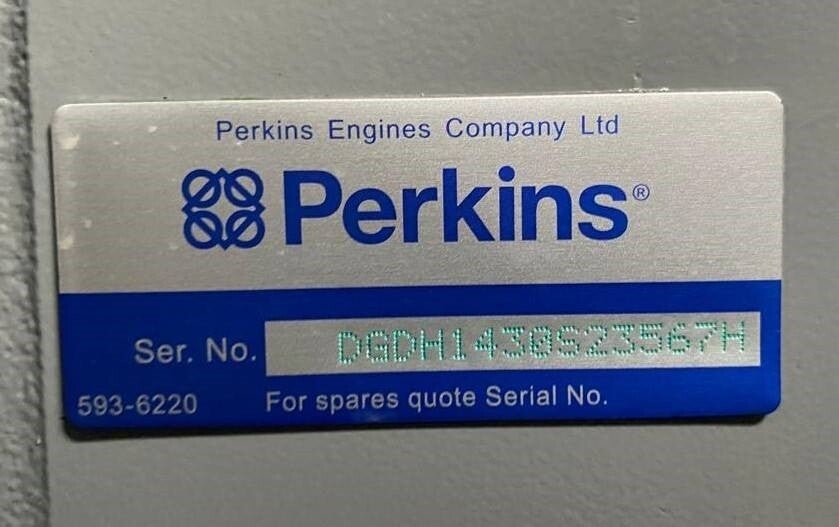 Perkins Engines Company Ltd
Perkins®
Ser. No. DGDH1430S23567H
593-6220 For spares quote Serial No.